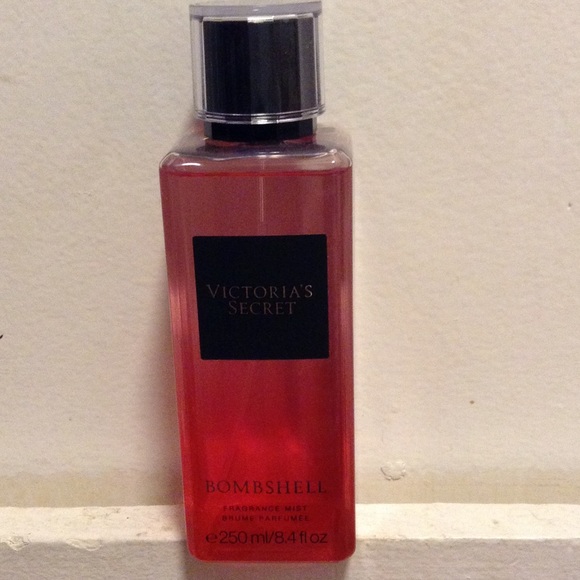 VICTORIA'S
SECRET
BOMBSHELL
FRAGRANCE MIST
BRUME PARFUMÉE
℮250 ml/8.4 fl oz